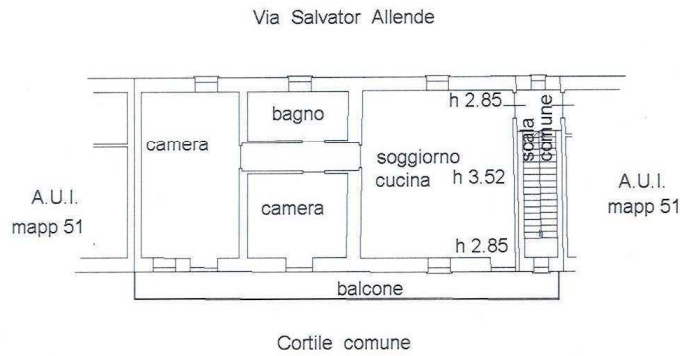 Via Salvator Allende
h 2.85
bagno
scala
comune
camera
soggiorno
cucina
h 3.52
A.U.I.
mapp 51
camera
A.U.I.
mapp 51
h 2.85
balcone
Cortile comune